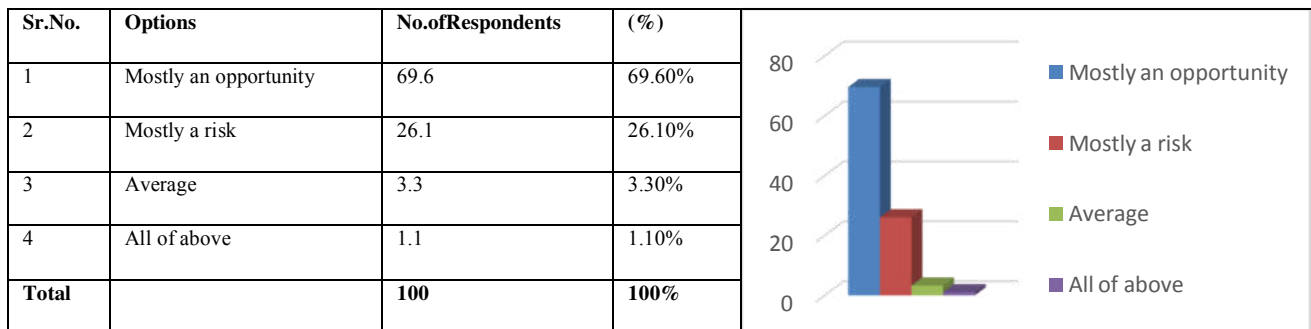 Sr.No. Options No.ofRespondents (%)
1 Mostly an opportunity 69.6 69.60%
2 Mostly a risk 26.1 26.10%
3 Average 3.3 3.30%
4 All of above 1.1 1.10%
Total 100 100%
80
60
40
20
0
Mostly an opportunity
Mostly a risk
Average
All of above